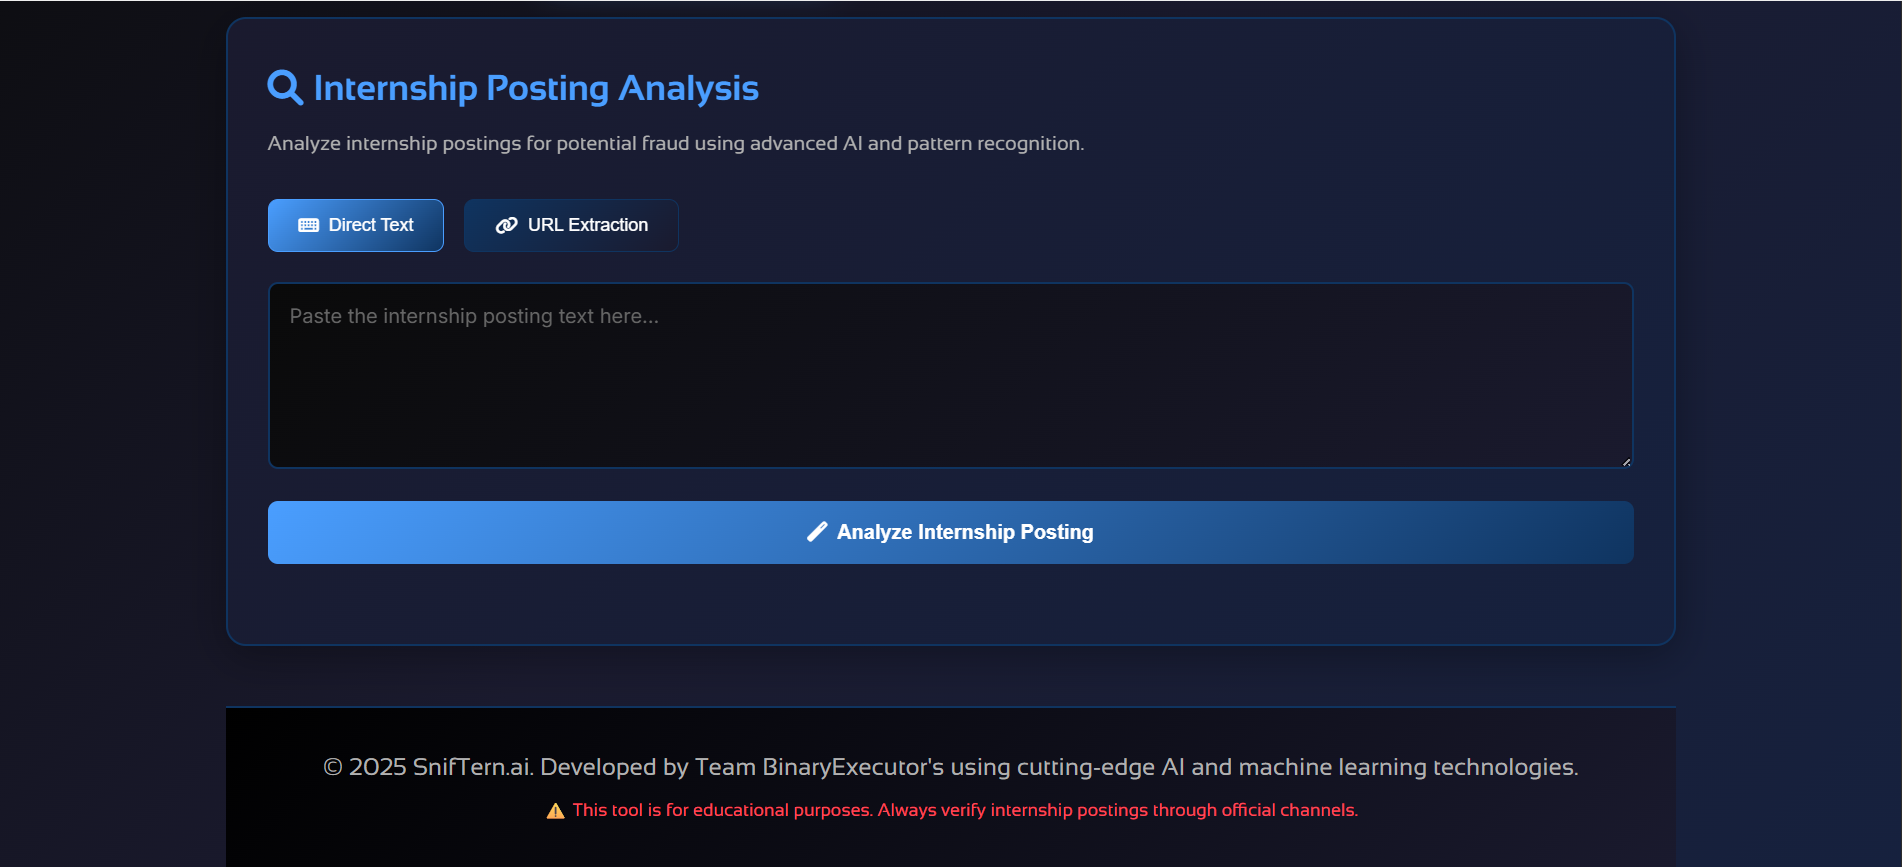 Internship Posting Analysis
Analyze internship postings for potential fraud using advanced AI and pattern recognition.
Direct Text
URL Extraction
Paste the internship posting text here...
Analyze Internship Posting
© 2025 SnifTern.ai. Developed by Team BinaryExecutor's using cutting-edge AI and machine learning technologies.
This tool is for educational purposes. Always verify internship postings through official channels.